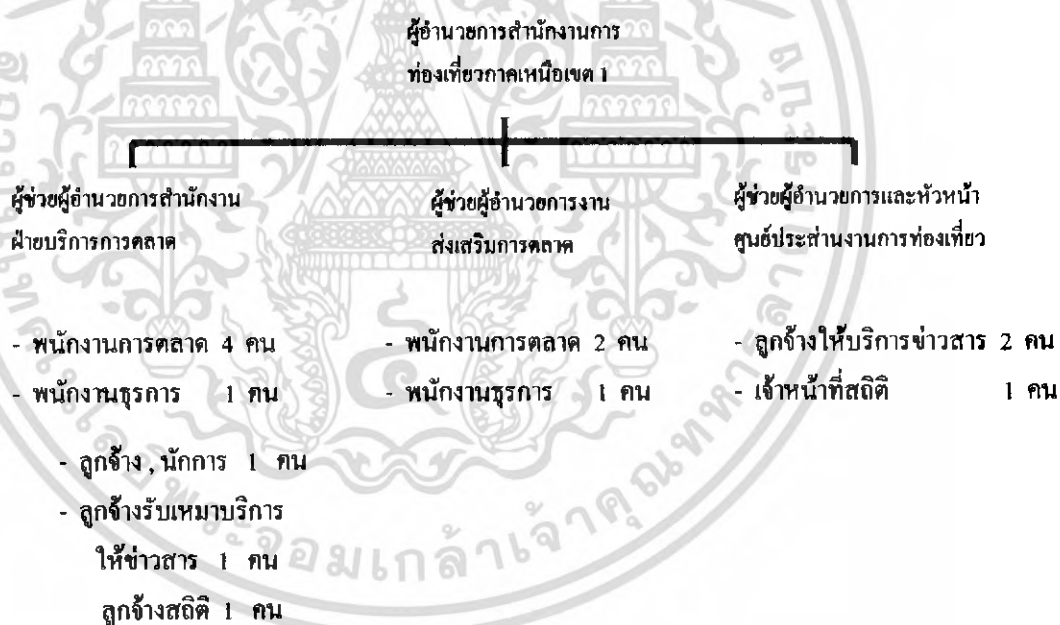 ผู้อำนวยการสำนักงานการ
ท่องเที่ยวภาคเหนือเขต 1
ผู้ช่วยผู้อำนวยการสำนักงาน
ฝ่ายบริการการตลาด
ผู้ช่วยผู้อำนวยการงาน
ส่งเสริมการตลาด
ผู้ช่วยผู้อำนวยการและหัวหน้า
ศูนย์ประสานงานการท่องเที่ยว
- พนักงานการตลาด 4 คน
- พนักงานธุรการ 1 คน
- ลูกจ้าง , นักการ 1 คน
- ลูกจ้างรับเหมาบริการ
ให้ข่าวสาร 1 คน
ลูกจ้างสถิติ 1 คน
- พนักงานการตลาด 2 คน
- พนักงานธุรการ 1 คน
- ลูกจ้างให้บริการข่าวสาร 2 คน
- เจ้าหน้าที่สถิติ 1 คน